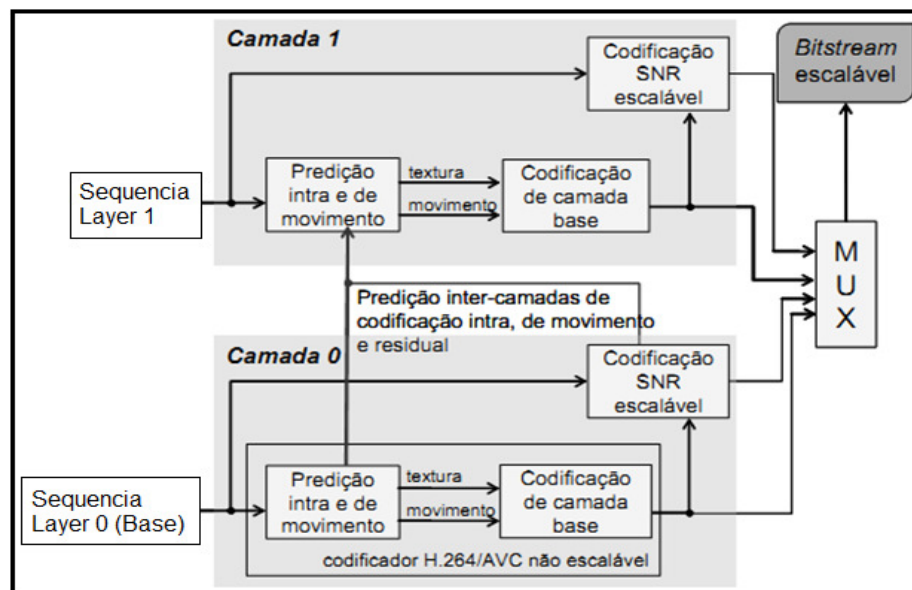 Camada 1
Codificação
SNR
escalável
Bitstream
escalável
Sequencia
Layer 1
Predição
intra e de
movimento
textura
movimento
Codificação
de camada
base
M
U
X
Predição inter-camadas de
codificação intra, de movimento
e residual
Camada 0
Codificação
SNR
escalável
Sequencia
Layer 0 (Base)
Predição
intra e de
movimento
textura
movimento
Codificação
de camada
base
codificador H.264/AVC não escalável